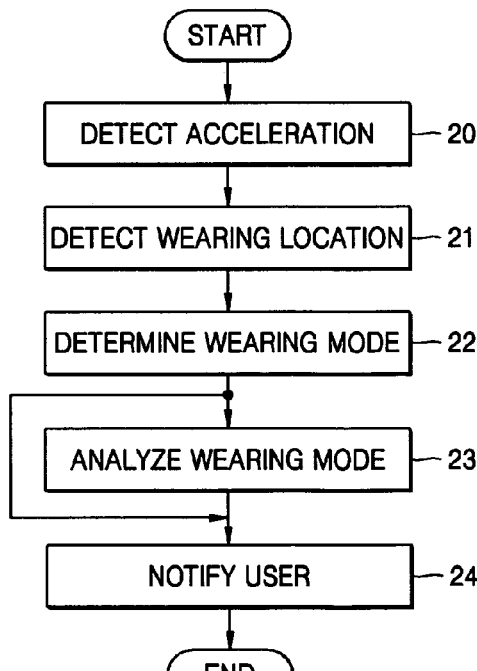 START
DETECT ACCELERATION 20
DETECT WEARING LOCATION 21
DETERMINE WEARING MODE 22
ANALYZE WEARING MODE 23
NOTIFY USER 24
END